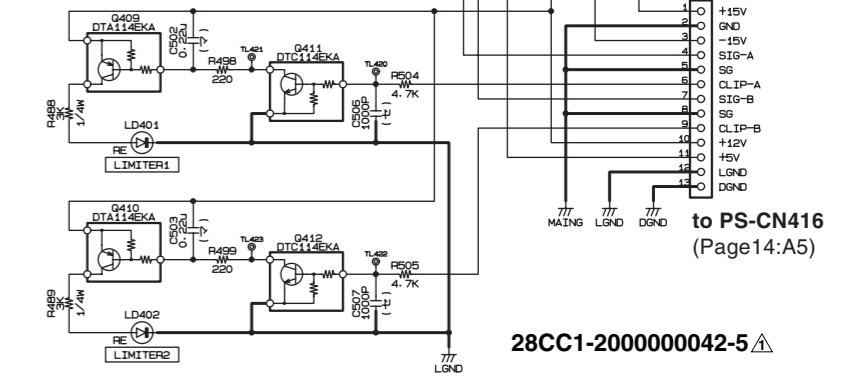 Q409
DTA114EKA
C502
0.22u
(「)
R498
220
TL421
Q411
DTC114EKA
TL420
R504
4.7K
C506
1000P
R488
3K
1/4W
LD401
RE
LIMITER1
Q410
DTA114EKA
C503
0.22u
R499
220
TL423
Q412
DTC114EKA
TL422
R505
4.7K
C507
1000P
R489
3K
1/4W
LD402
RE
LIMITER2
LGND
1 +15V
2 GND
3 -15V
4 SIG-A
5 SG
6 CLIP-A
7 SIG-B
8 SG
9 CLIP-B
10 +12V
11 +5V
12 LGND
13 DGND
MAING LGND DGND
to PS-CN416
(Page14:A5)
28CC1-2000000042-5 1